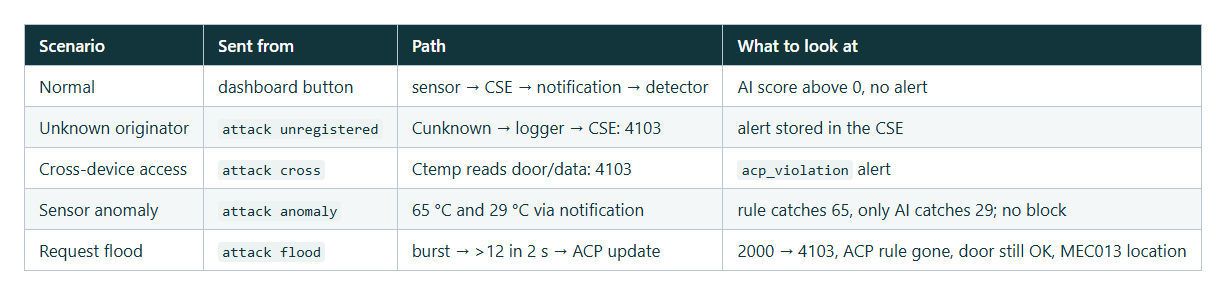 Scenario Sent from Path What to look at
Normal dashboard button sensor → CSE → notification → detector AI score above 0, no alert
Unknown originator attack unregistered Cunknown → logger → CSE: 4103 alert stored in the CSE
Cross-device access attack cross Ctemp reads door/data: 4103 acp_violation alert
Sensor anomaly attack anomaly 65 °C and 29 °C via notification rule catches 65, only AI catches 29; no block
Request flood attack flood burst → >12 in 2 s → ACP update 2000 → 4103, ACP rule gone, door still OK, MEC013 location